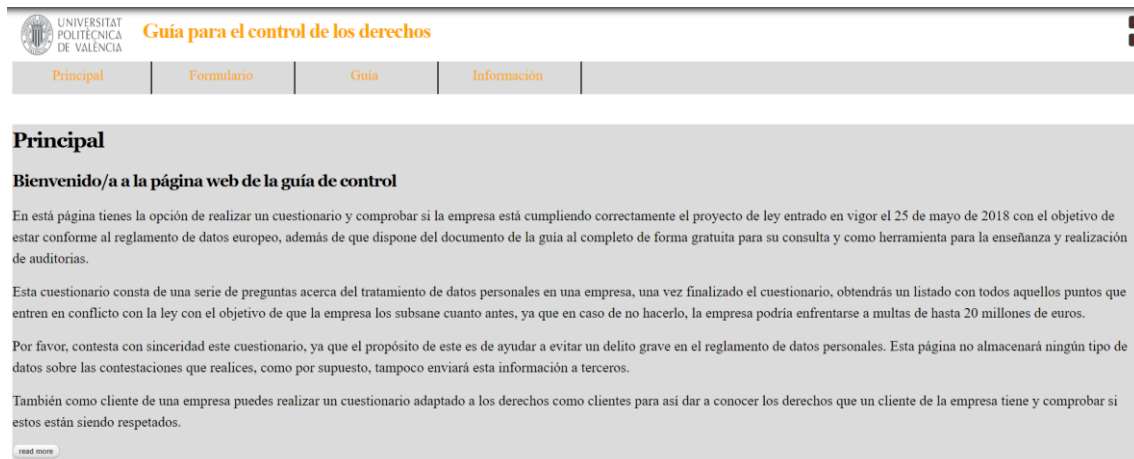 UNIVERSITAT
POLITÈCNICA
DE VALÈNCIA
Guía para el control de los derechos
Principal Formulario Guía Información
Principal
Bienvenido/a a la página web de la guía de control
En está página tienes la opción de realizar un cuestionario y comprobar si la empresa está cumpliendo correctamente el proyecto de ley entrado en vigor el 25 de mayo de 2018 con el objetivo de
estar conforme al reglamento de datos europeo, además de que dispone del documento de la guía al completo de forma gratuita para su consulta y como herramienta para la enseñanza y realización
de auditorias.
Esta cuestionario consta de una serie de preguntas acerca del tratamiento de datos personales en una empresa, una vez finalizado el cuestionario, obtendrás un listado con todos aquellos puntos que
entren en conflicto con la ley con el objetivo de que la empresa los subsane cuanto antes, ya que en caso de no hacerlo, la empresa podría enfrentarse a multas de hasta 20 millones de euros.
Por favor, contesta con sinceridad este cuestionario, ya que el propósito de este es de ayudar a evitar un delito grave en el reglamento de datos personales. Esta página no almacenará ningún tipo de
datos sobre las contestaciones que realices, como por supuesto, tampoco enviará esta información a terceros.
También como cliente de una empresa puedes realizar un cuestionario adaptado a los derechos como clientes para así dar a conocer los derechos que un cliente de la empresa tiene y comprobar si
estos están siendo respetados.
read more